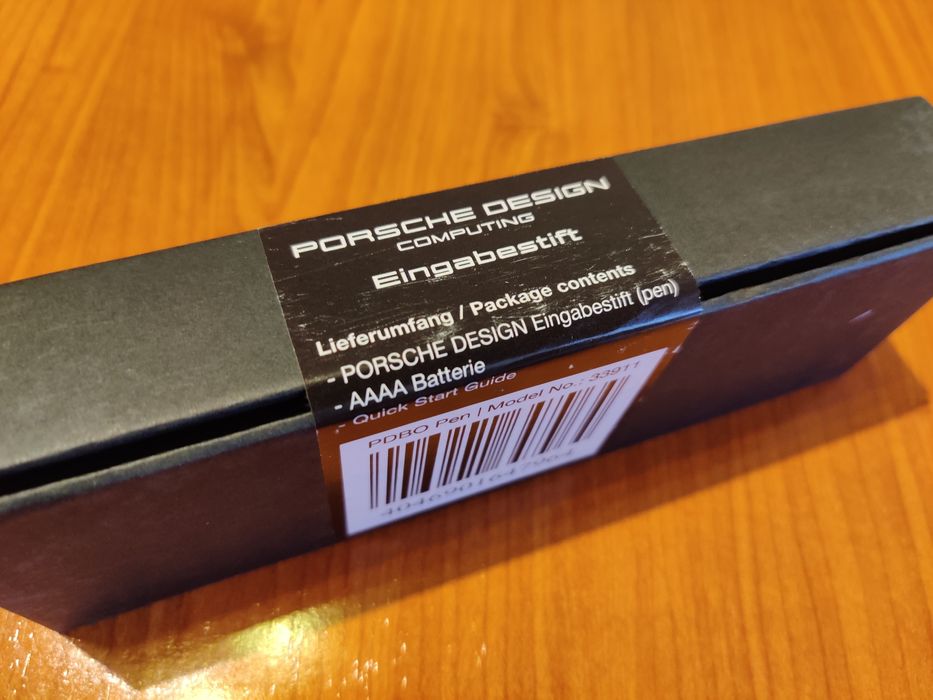 PORSCHE DESIGN
COMPUTING
Eingabestift
Lieferumfang / Package contents
- PORSCHE DESIGN Eingabestift (pen)
- AAAA Batterie
- Quick Start Guide
PDBO Pen | Model No.: 33911
4046901647964